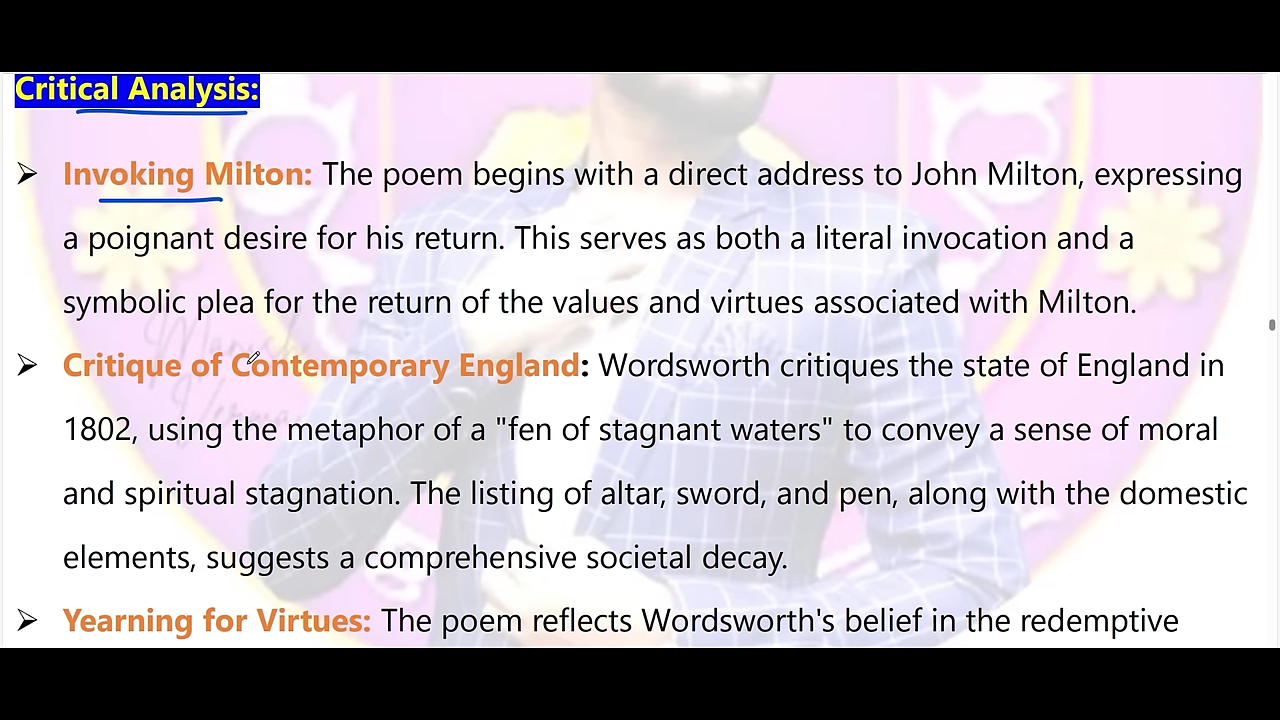 Critical Analysis:
➢ Invoking Milton: The poem begins with a direct address to John Milton, expressing
a poignant desire for his return. This serves as both a literal invocation and a
symbolic plea for the return of the values and virtues associated with Milton.
➢ Critique of Contemporary England: Wordsworth critiques the state of England in
1802, using the metaphor of a "fen of stagnant waters" to convey a sense of moral
and spiritual stagnation. The listing of altar, sword, and pen, along with the domestic
elements, suggests a comprehensive societal decay.
➢ Yearning for Virtues: The poem reflects Wordsworth's belief in the redemptive